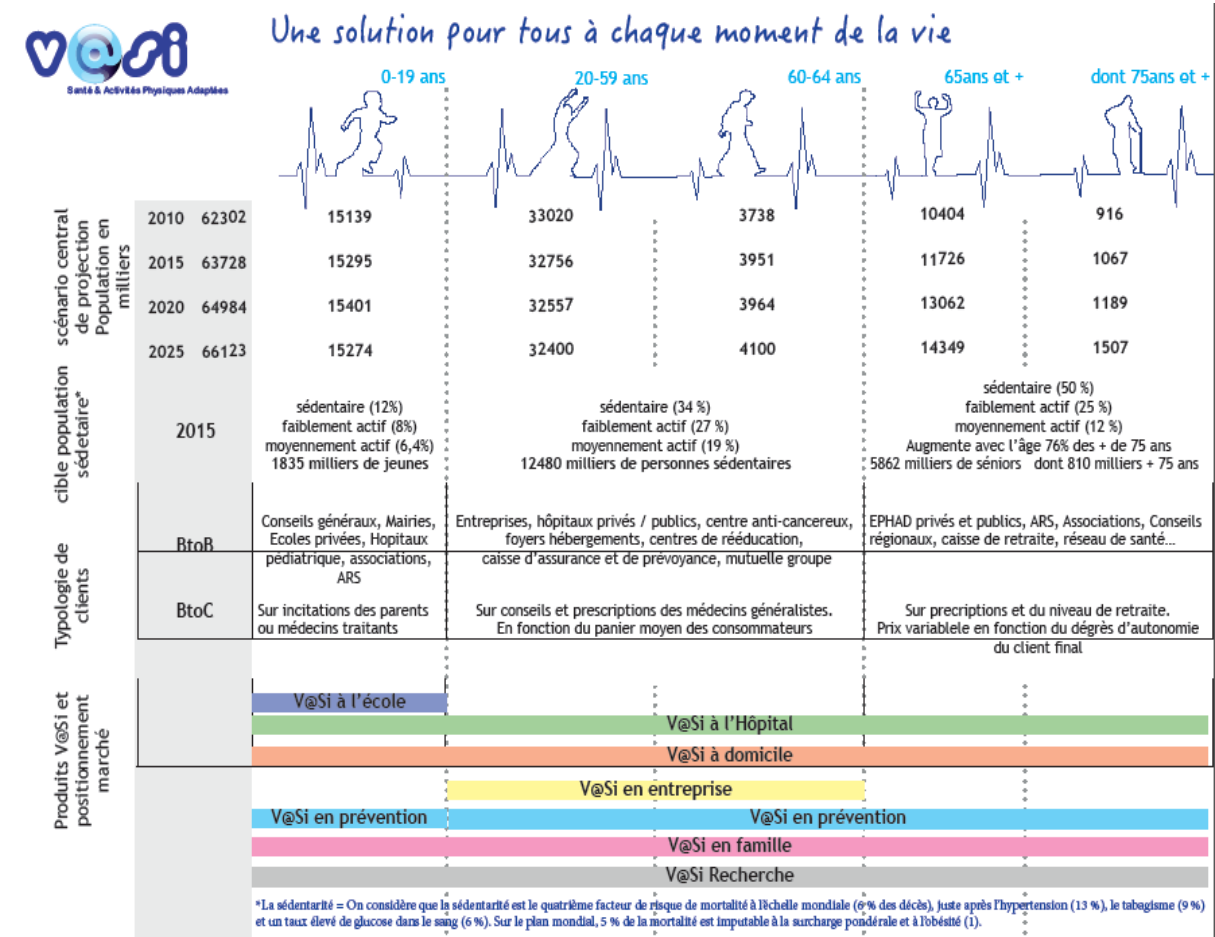 v@si
Santé & Activités Physiques Adaptées
Une solution pour tous à chaque moment de la vie
0-19 ans 20-59 ans 60-64 ans 65ans et + dont 75ans et +
scénario central
de projection
Population en
milliers
2010 62302 15139 33020 3738 10404 916
2015 63728 15295 32756 3951 11726 1067
2020 64984 15401 32557 3964 13062 1189
2025 66123 15274 32400 4100 14349 1507
cible population
sédetaire*
2015
sédentaire (12%)
faiblement actif (8%)
moyennement actif (6,4%)
1835 milliers de jeunes
sédentaire (34 %)
faiblement actif (27 %)
moyennement actif (19 %)
12480 milliers de personnes sédentaires
sédentaire (50 %)
faiblement actif (25 %)
moyennement actif (12 %)
Augmente avec l'âge 76% des + de 75 ans
5862 milliers de séniors dont 810 milliers + 75 ans
Typologie de
clients
BtoB
Conseils généraux, Mairies,
Ecoles privées, Hopitaux
pédiatrique, associations,
ARS
Entreprises, hôpitaux privés / publics, centre anti-cancereux,
foyers hébergements, centres de rééducation,
caisse d'assurance et de prévoyance, mutuelle groupe
EPHAD privés et publics, ARS, Associations, Conseils
régionaux, caisse de retraite, réseau de santé...
BtoC
Sur incitations des parents
ou médecins traitants
Sur conseils et prescriptions des médecins généralistes.
En fonction du panier moyen des consommateurs
Sur precriptions et du niveau de retraite.
Prix variablele en fonction du dégrès d'autonomie
du client final
Produits V@Si et
positionnement
marché
V@Si à l'école
V@Si à l'Hôpital
V@Si à domicile
V@Si en entreprise
V@Si en prévention V@Si en prévention
V@Si en famille
V@Si Recherche
*La sédentarité = On considère que la sédentarité est le quatrième facteur de risque de mortalité à l'échelle mondiale (6 % des décès), juste après l'hypertension (13 %), le tabagisme (9 %)
et un taux élevé de glucose dans le sang (6 %). Sur le plan mondial, 5 % de la mortalité est imputable à la surcharge pondérale et à l'obésité (1).